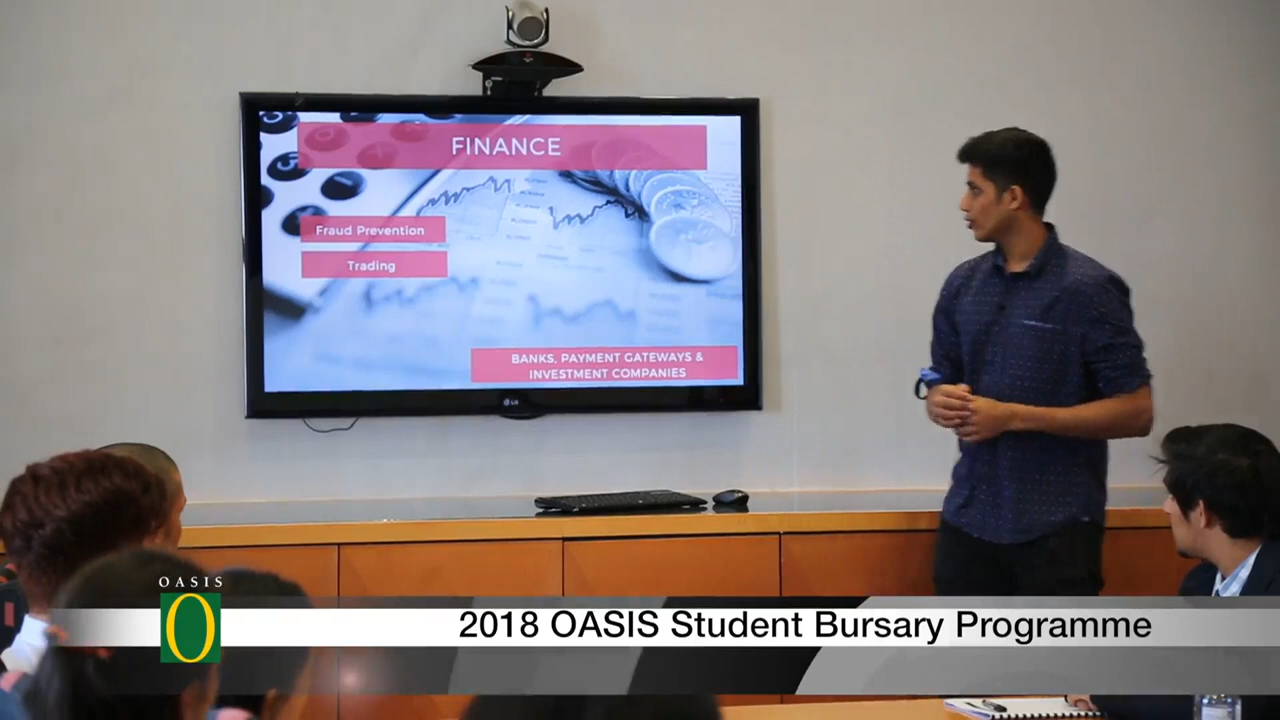 FINANCE
Fraud Prevention
Trading
BANKS, PAYMENT GATEWAYS &
INVESTMENT COMPANIES
LG
OASIS
O
2018 OASIS Student Bursary Programme